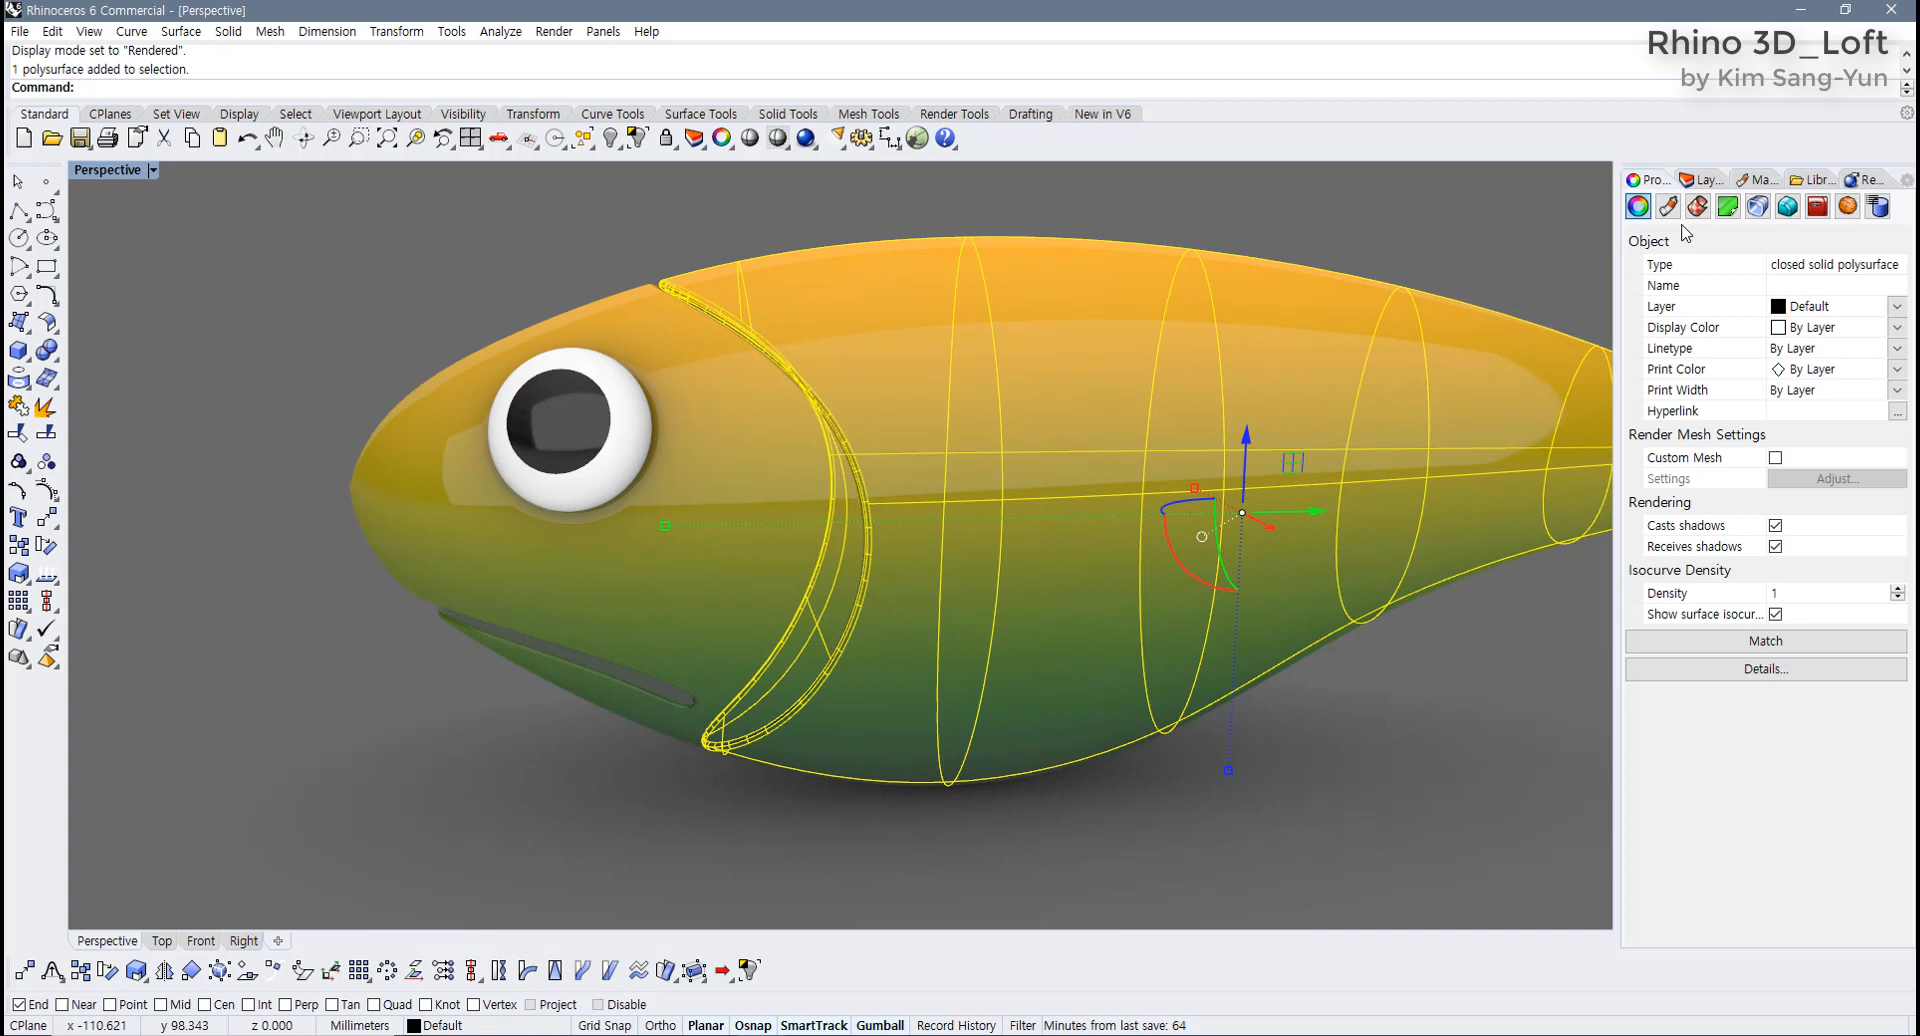 Rhinoceros 6 Commercial - [Perspective]
File Edit View Curve Surface Solid Mesh Dimension Transform Tools Analyze Render Panels Help
Display mode set to "Rendered".
1 polysurface added to selection.
Command:
Rhino 3D_Loft
by Kim Sang-Yun
Standard CPlanes Set View Display Select Viewport Layout Visibility Transform Curve Tools Surface Tools Solid Tools Mesh Tools Render Tools Drafting New in V6
Perspective
Pro... Lay... Ma... Libr... Re...
Object
Type closed solid polysurface
Name
Layer Default
Display Color By Layer
Linetype By Layer
Print Color By Layer
Print Width By Layer
Hyperlink ...
Render Mesh Settings
Custom Mesh
Settings Adjust...
Rendering
Casts shadows
Receives shadows
Isocurve Density
Density 1
Show surface isocur...
Match
Details...
Perspective Top Front Right
End Near Point Mid Cen Int Perp Tan Quad Knot Vertex Project Disable
CPlane x -110.621 y 98.343 z 0.000 Millimeters Default Grid Snap Ortho Planar Osnap SmartTrack Gumball Record History Filter Minutes from last save: 64